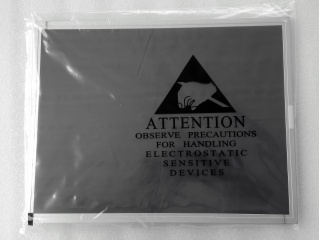 ATTENTION
OBSERVE PRECAUTIONS
FOR HANDLING
ELECTROSTATIC
SENSITIVE
DEVICES